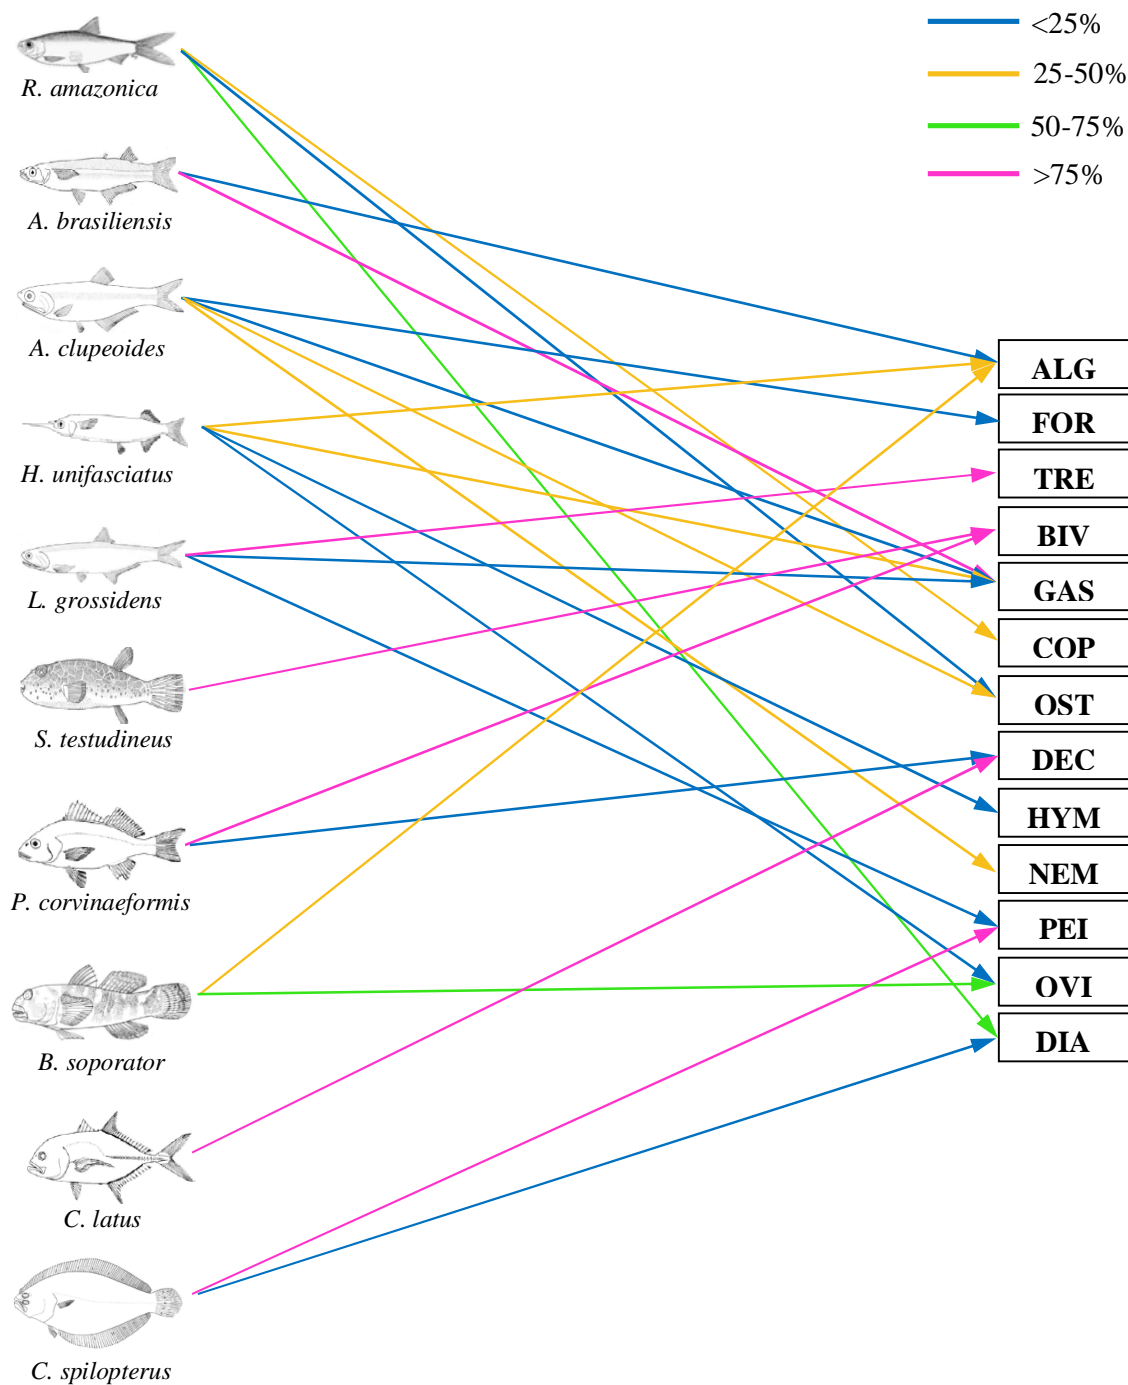 <25%
25-50%
50-75%
>75%
R. amazonica
A. brasiliensis
A. clupeoides
H. unifasciatus
L. grossidens
S. testudineus
P. corvinaeformis
B. soporator
C. latus
C. spilopterus
ALG
FOR
TRE
BIV
GAS
COP
OST
DEC
HYM
NEM
PEI
OVI
DIA